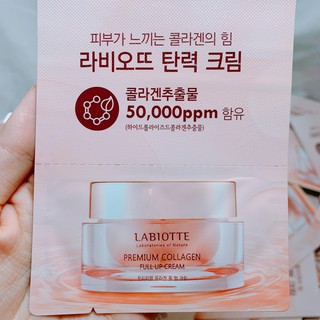 피부가 느끼는 콜라겐의 힘
라비오뜨 탄력 크림
콜라겐추출물
50,000ppm 함유
(하이드롤라이즈드콜라겐추출물)
LABIOTTE
Laboratories of Nature
PREMIUM COLLAGEN
FULL UP CREAM